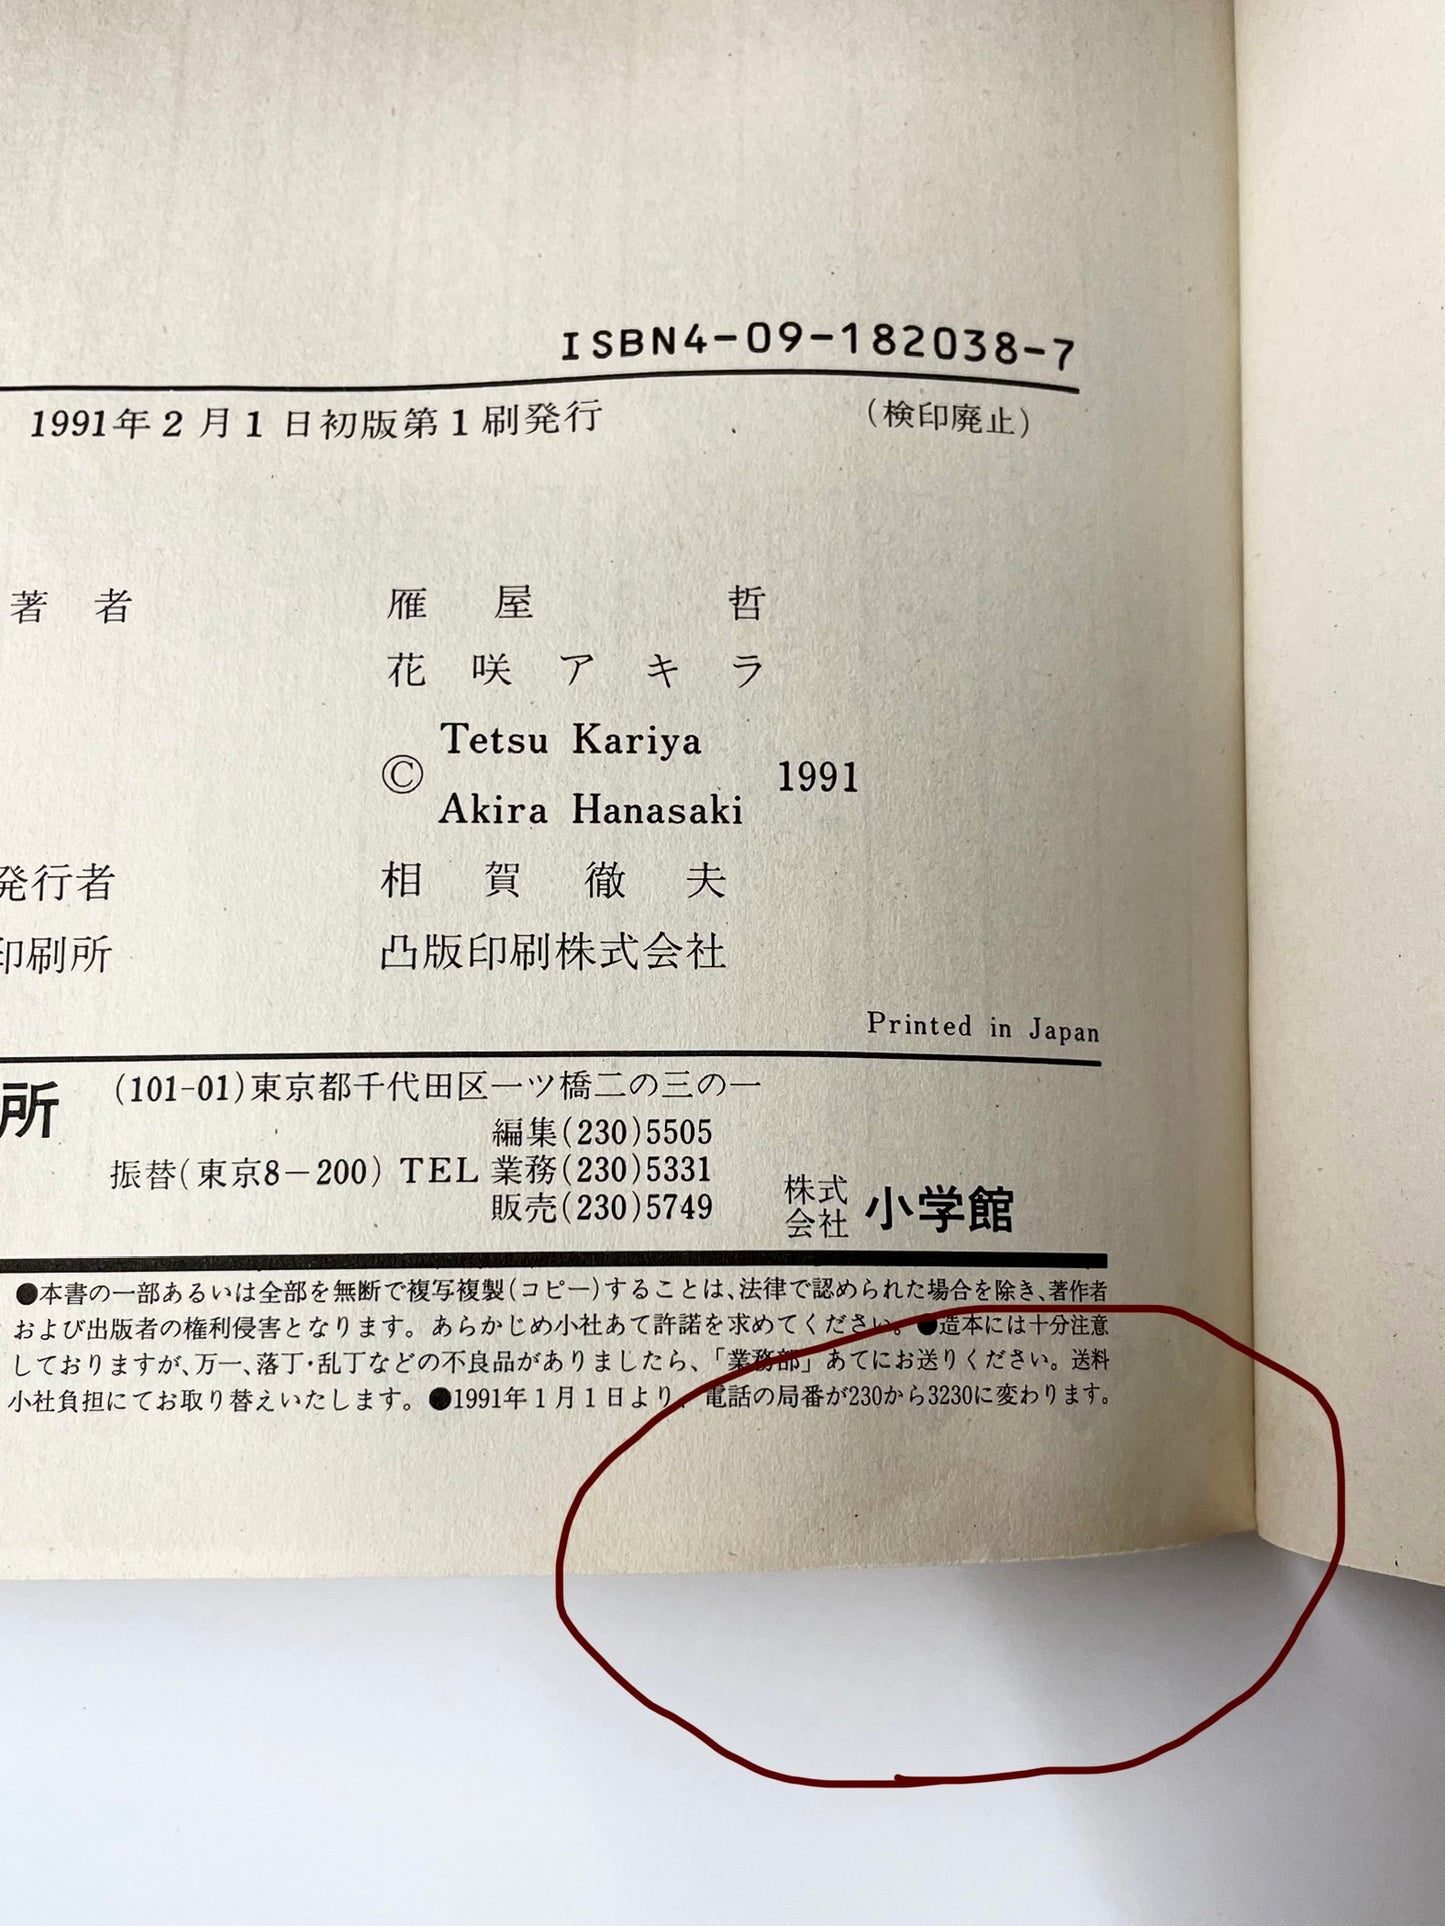 ISBN4-09-182038-7
1991年2月1日初版第1刷発行 (検印廃止)
著者 雁屋哲
花咲アキラ
© Tetsu Kariya
Akira Hanasaki 1991
発行者 相賀徹夫
印刷所 凸版印刷株式会社
Printed in Japan
所 (101-01)東京都千代田区一ツ橋二の三の一
編集(230)5505
振替(東京8-200) TEL 業務(230)5331
販売(230)5749
株式会社 小学館
●本書の一部あるいは全部を無断で複写複製(コピー)することは、法律で認められた場合を除き、著作者
および出版者の権利侵害となります。あらかじめ小社あて許諾を求めてください。●造本には十分注意
しておりますが、万一、落丁・乱丁などの不良品がありましたら、「業務部」あてにお送りください。送料
小社負担にてお取り替えいたします。●1991年1月1日より、電話の局番が230から3230に変わります。